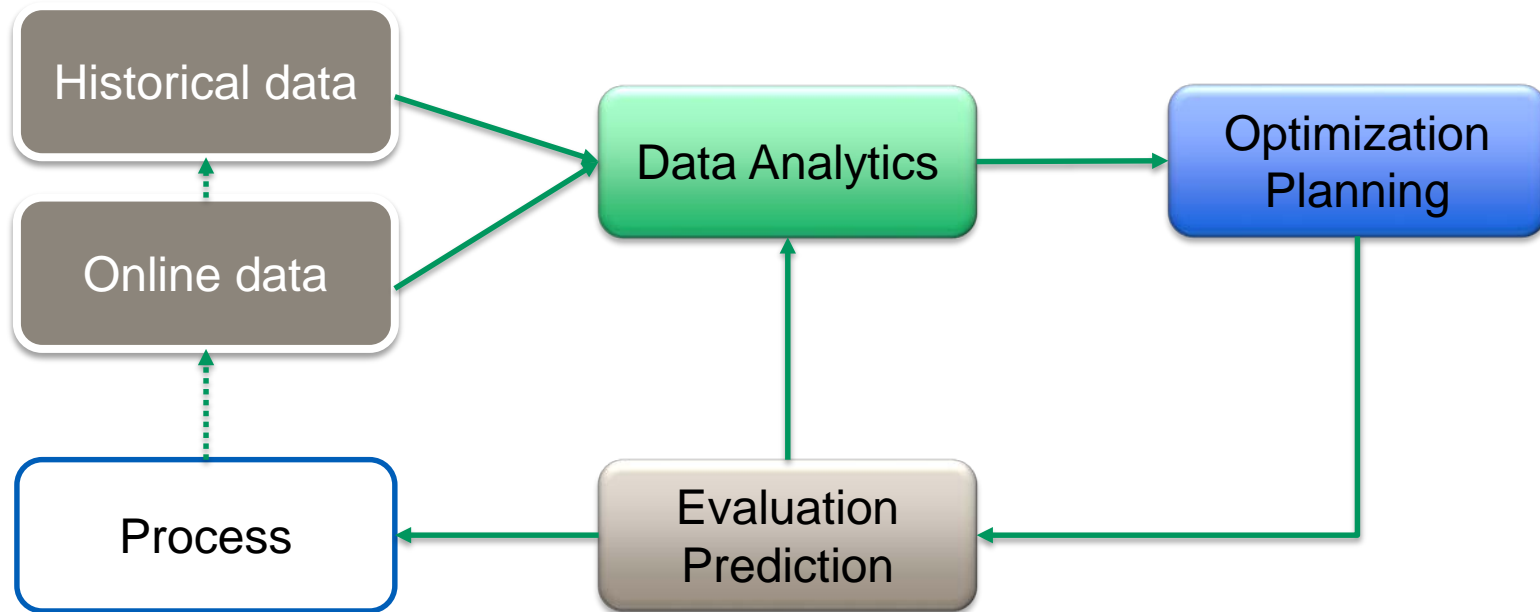 Historical data
Data Analytics
Optimization
Planning
Online data
Process
Evaluation
Prediction